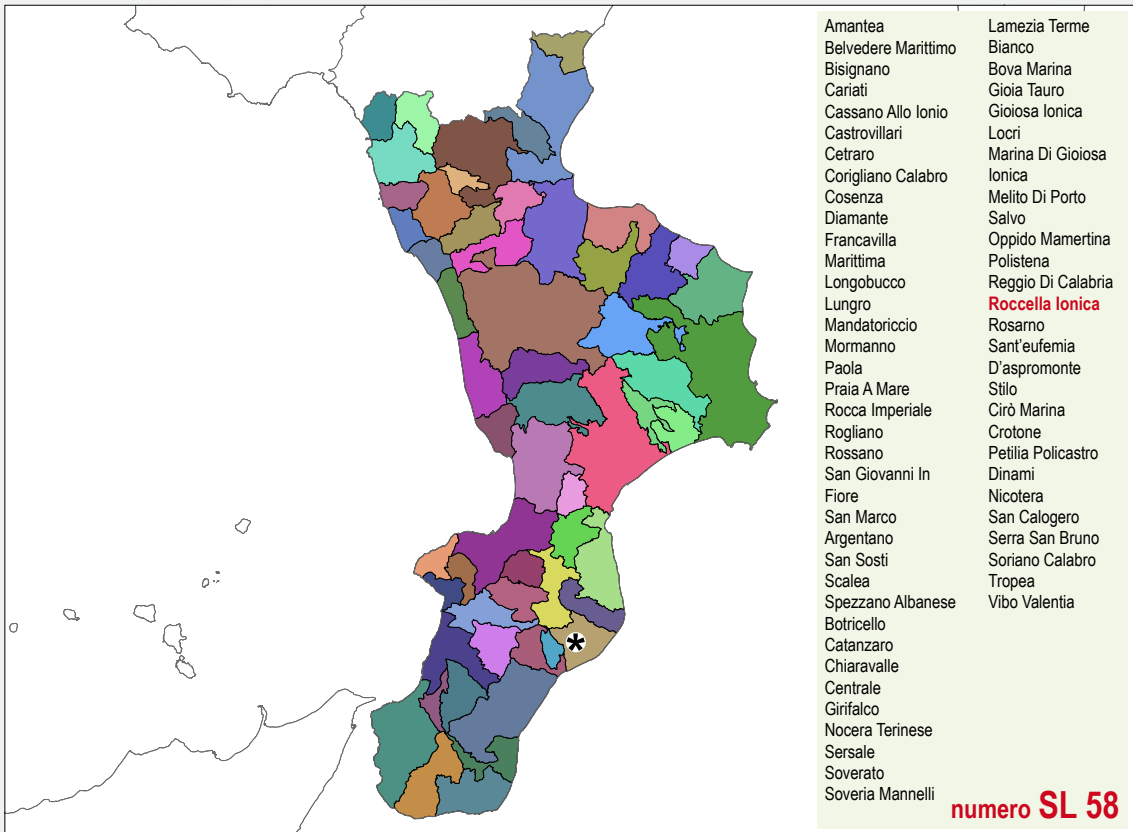 Amantea
Belvedere Marittimo
Bisignano
Cariati
Cassano Allo Ionio
Castrovillari
Cetraro
Corigliano Calabro
Cosenza
Diamante
Francavilla
Marittima
Longobucco
Lungro
Mandatoriccio
Mormanno
Paola
Praia A Mare
Rocca Imperiale
Rogliano
Rossano
San Giovanni In
Fiore
San Marco
Argentano
San Sosti
Scalea
Spezzano Albanese
Botricello
Catanzaro
Chiaravalle
Centrale
Girifalco
Nocera Terinese
Sersale
Soverato
Soveria Mannelli
Lamezia Terme
Bianco
Bova Marina
Gioia Tauro
Gioiosa Ionica
Locri
Marina Di Gioiosa
Ionica
Melito Di Porto
Salvo
Oppido Mamertina
Polistena
Reggio Di Calabria
Roccella Ionica
Rosarno
Sant'eufemia
D'aspromonte
Stilo
Cirò Marina
Crotone
Petilia Policastro
Dinami
Nicotera
San Calogero
Serra San Bruno
Soriano Calabro
Tropea
Vibo Valentia
numero SL 58
*